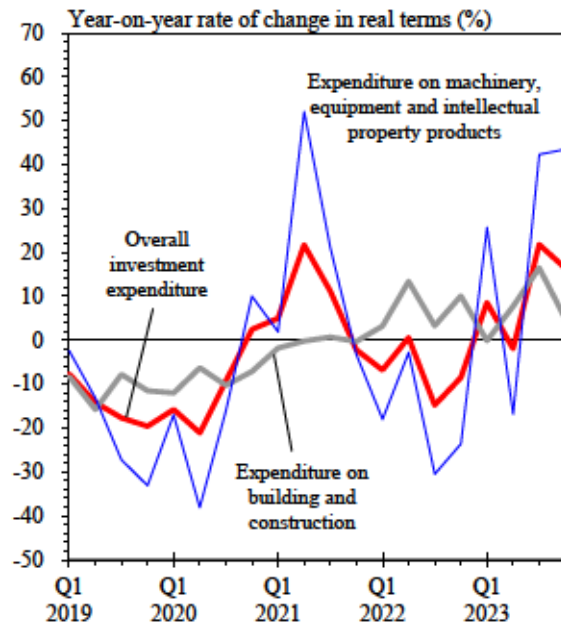 Year-on-year rate of change in real terms (%)
70
60
50
40
30
20
10
0
-10
-20
-30
-40
-50
Expenditure on machinery,
equipment and intellectual
property products
Overall
investment
expenditure
Expenditure on
building and
construction
Q1 Q1 Q1 Q1 Q1
2019 2020 2021 2022 2023